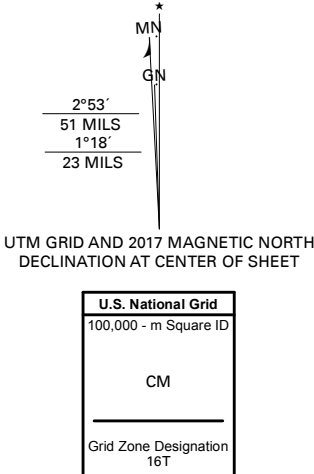 ★
MN
GN
2°53´
51 MILS
1°18´
23 MILS
UTM GRID AND 2017 MAGNETIC NORTH
DECLINATION AT CENTER OF SHEET
U.S. National Grid
100,000 - m Square ID
CM
Grid Zone Designation
16T